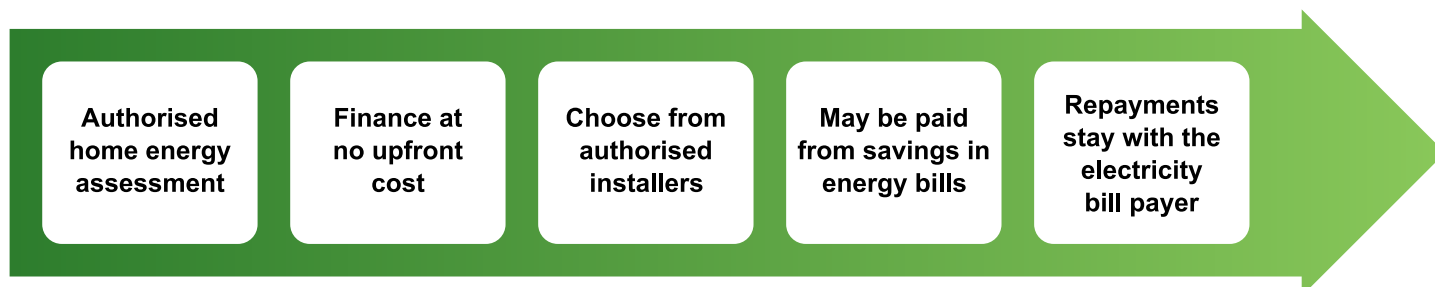 Authorised
home energy
assessment
Finance at
no upfront
cost
Choose from
authorised
installers
May be paid
from savings in
energy bills
Repayments
stay with the
electricity
bill payer